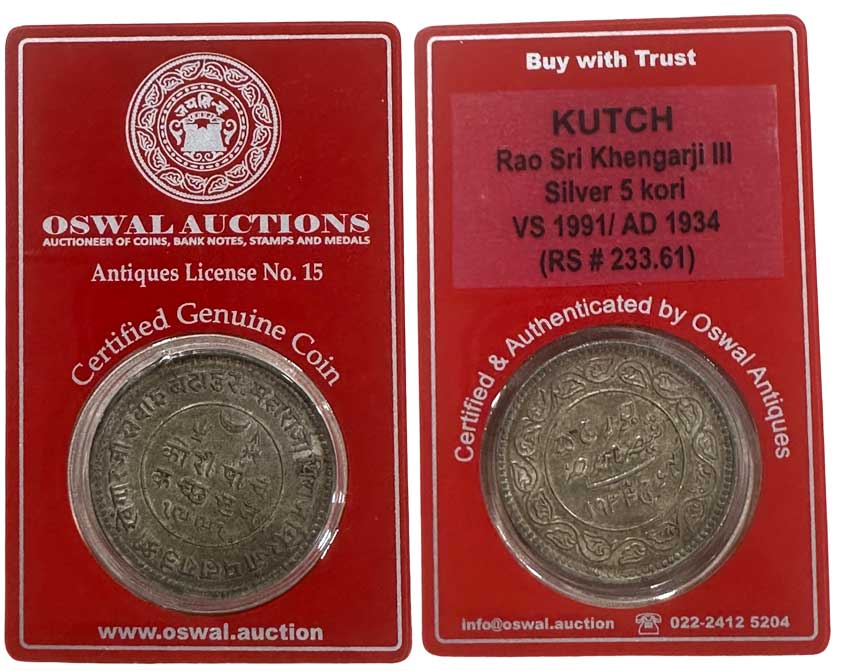 OSWAL AUCTIONS
AUCTIONEER OF COINS, BANK NOTES, STAMPS AND MEDALS
Antiques License No. 15
Certified Genuine Coin
कोरी पां
कच्छ
www.oswal.auction
Buy with Trust
KUTCH
Rao Sri Khengarji III
Silver 5 kori
VS 1991/ AD 1934
(RS # 233.61)
Certified & Authenticated by Oswal Antiques
info@oswal.auction 022-2412 5204